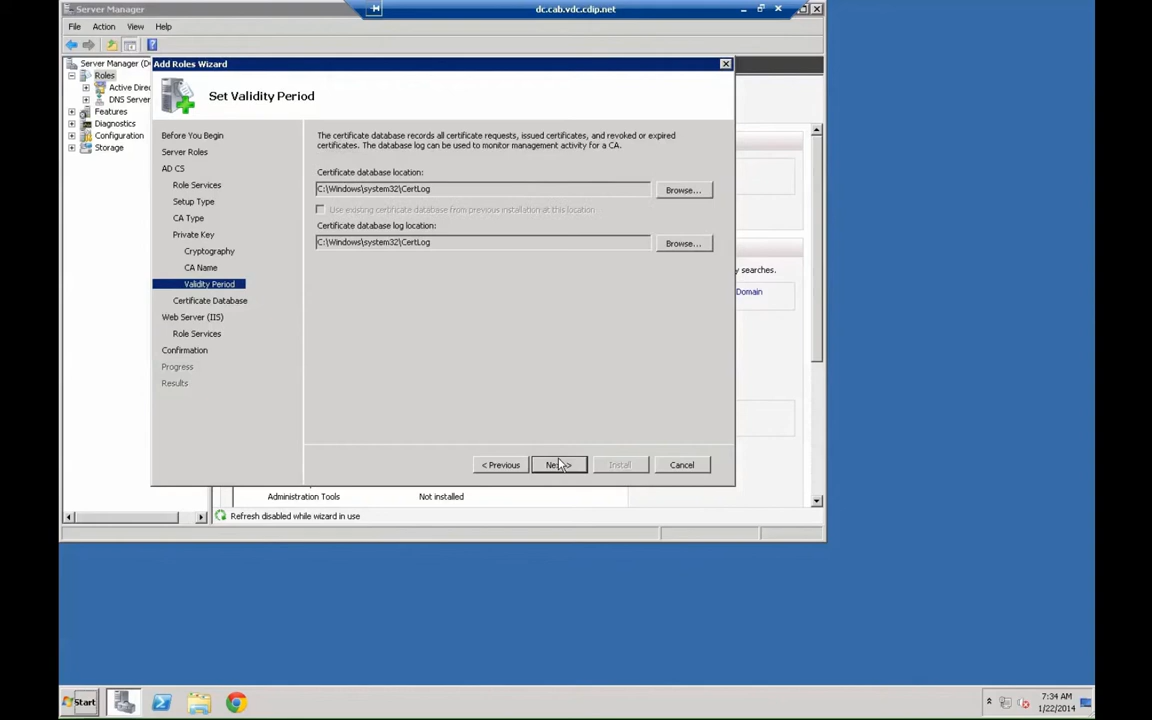 Server Manager
dc.cab.vdc.cdip.net
File Action View Help
Server Manager (D
Roles
Active Direc
DNS Server
Features
Diagnostics
Configuration
Storage
Add Roles Wizard
Set Validity Period
Before You Begin
Server Roles
AD CS
Role Services
Setup Type
CA Type
Private Key
Cryptography
CA Name
Validity Period
Certificate Database
Web Server (IIS)
Role Services
Confirmation
Progress
Results
The certificate database records all certificate requests, issued certificates, and revoked or expired
certificates. The database log can be used to monitor management activity for a CA.
Certificate database location:
C:\Windows\system32\CertLog
Browse...
Use existing certificate database from previous installation at this location
Certificate database log location:
C:\Windows\system32\CertLog
Browse...
< Previous
Install
Cancel
y searches.
Domain
Administration Tools Not installed
Refresh disabled while wizard in use
Start
7:34 AM
1/22/2014